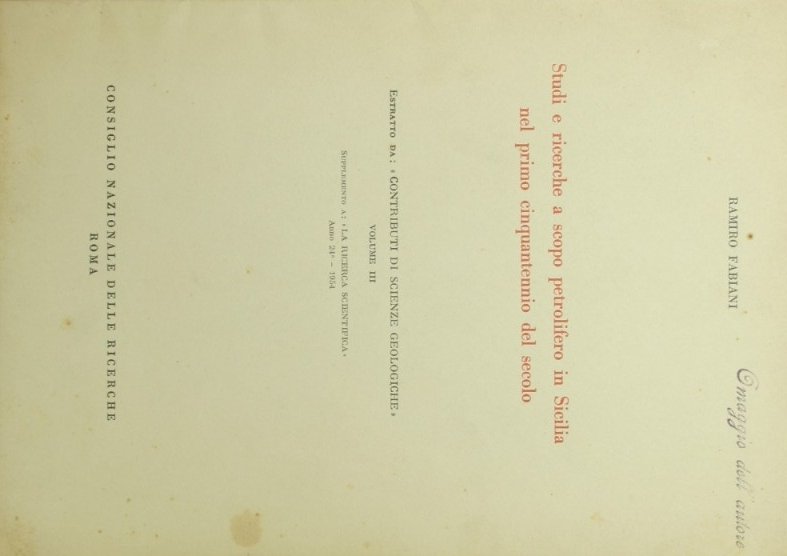 Omaggio dell'autore
RAMIRO FABIANI
Studi e ricerche a scopo petrolifero in Sicilia
nel primo cinquantennio del secolo
ESTRATTO DA: «CONTRIBUTI DI SCIENZE GEOLOGICHE»
VOLUME III
SUPPLEMENTO A: «LA RICERCA SCIENTIFICA»
Anno 24° - 1954
CONSIGLIO NAZIONALE DELLE RICERCHE
ROMA